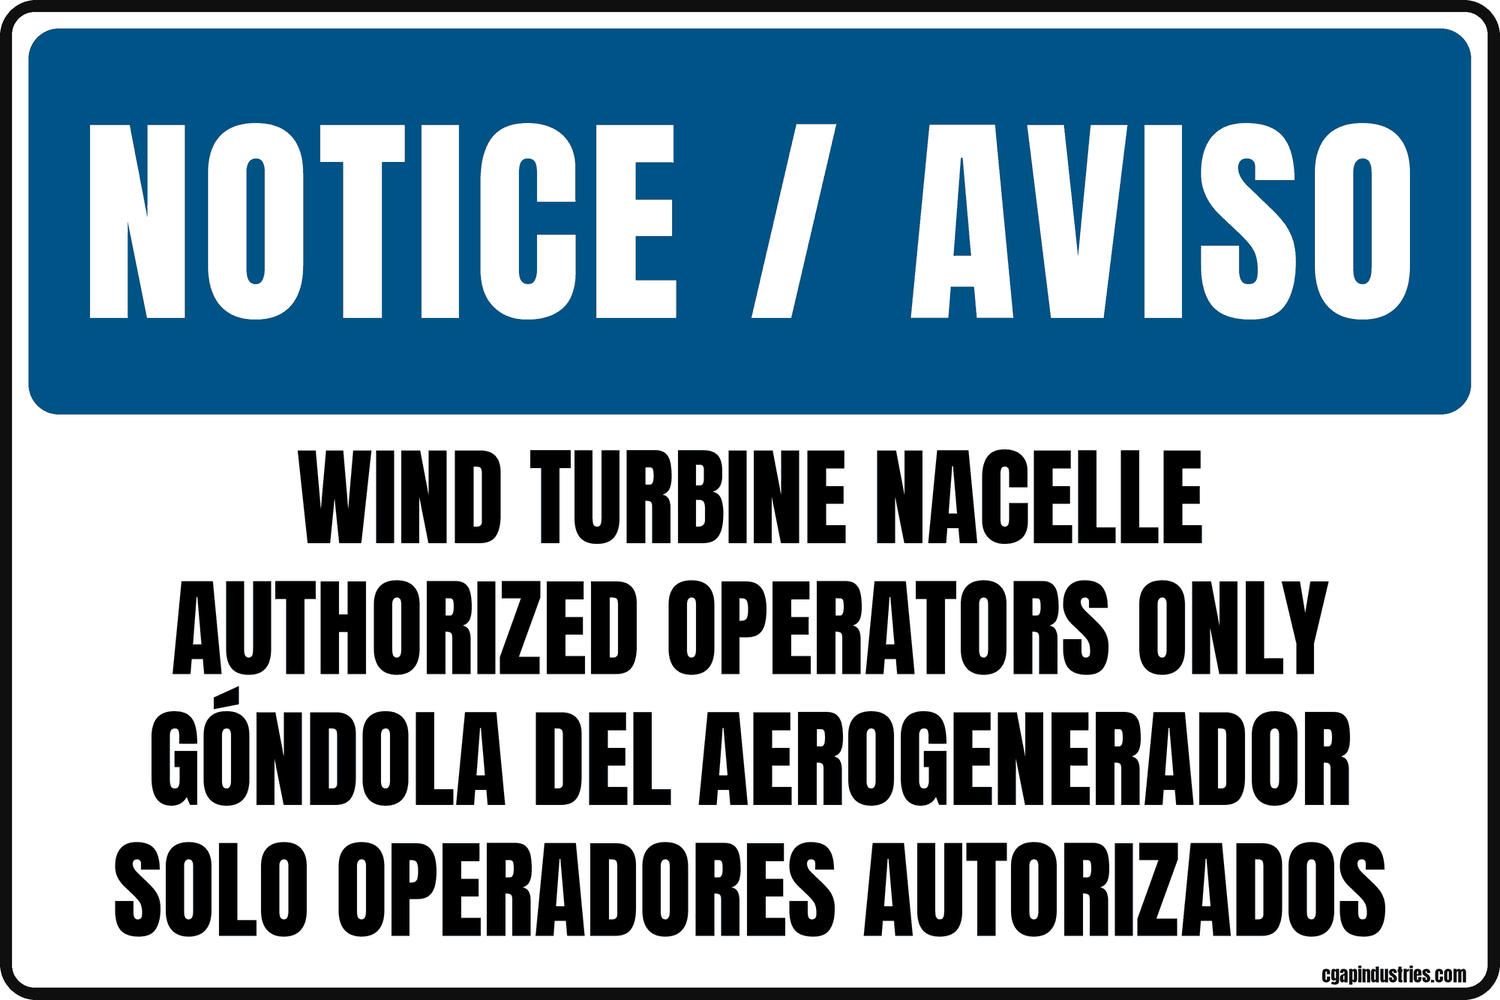 NOTICE / AVISO
WIND TURBINE NACELLE
AUTHORIZED OPERATORS ONLY
GÓNDOLA DEL AEROGENERADOR
SOLO OPERADORES AUTORIZADOS
cgapindustries.com